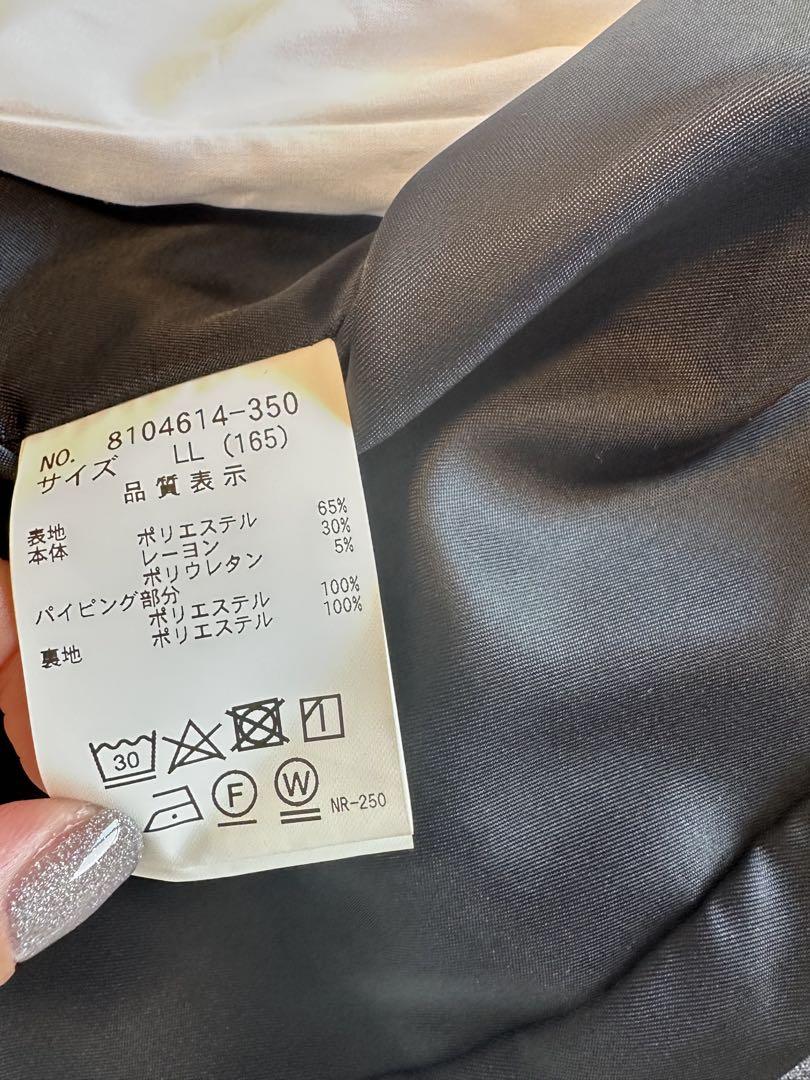 NO. 8104614-350
サイズ LL (165)
品質表示
表地 ポリエステル 65%
本体 レーヨン 30%
ポリウレタン 5%
パイピング部分
ポリエステル 100%
裏地 ポリエステル 100%
30
F W NR-250